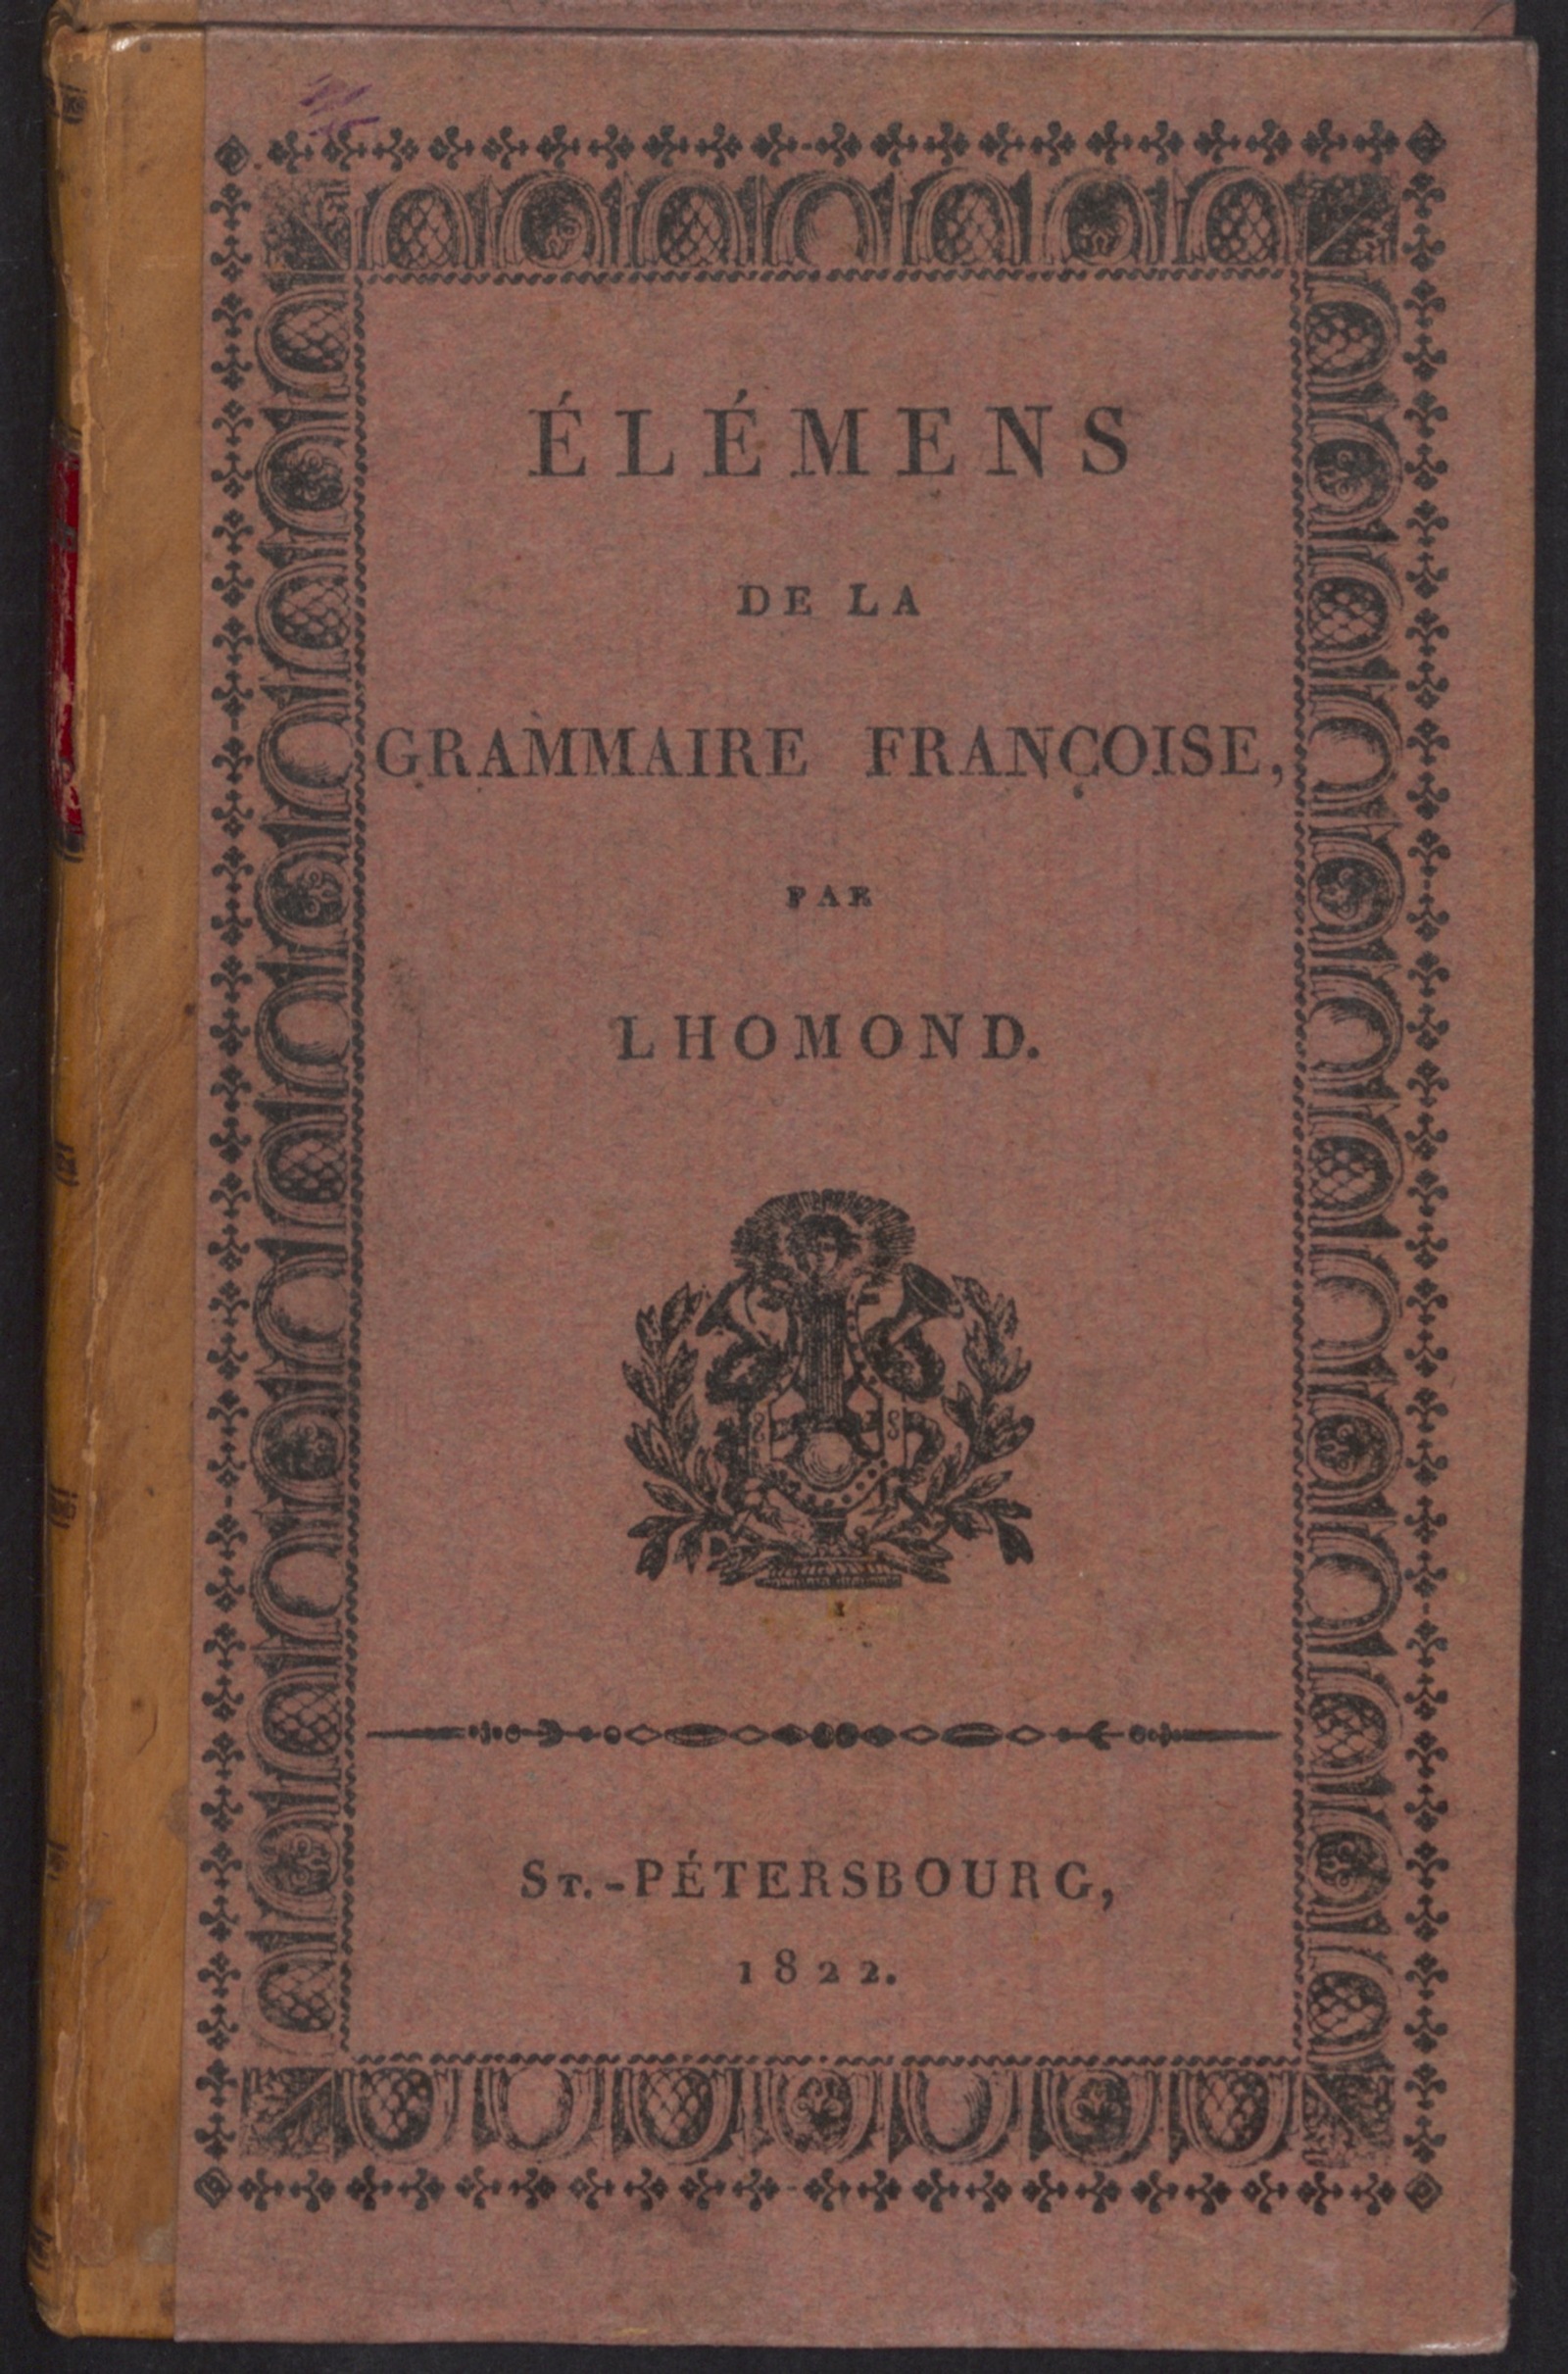 ÉLÉMENS
DE LA
GRAMMAIRE FRANÇOISE,
PAR
LHOMOND.
ST.-PÉTERSBOURG,
1822.